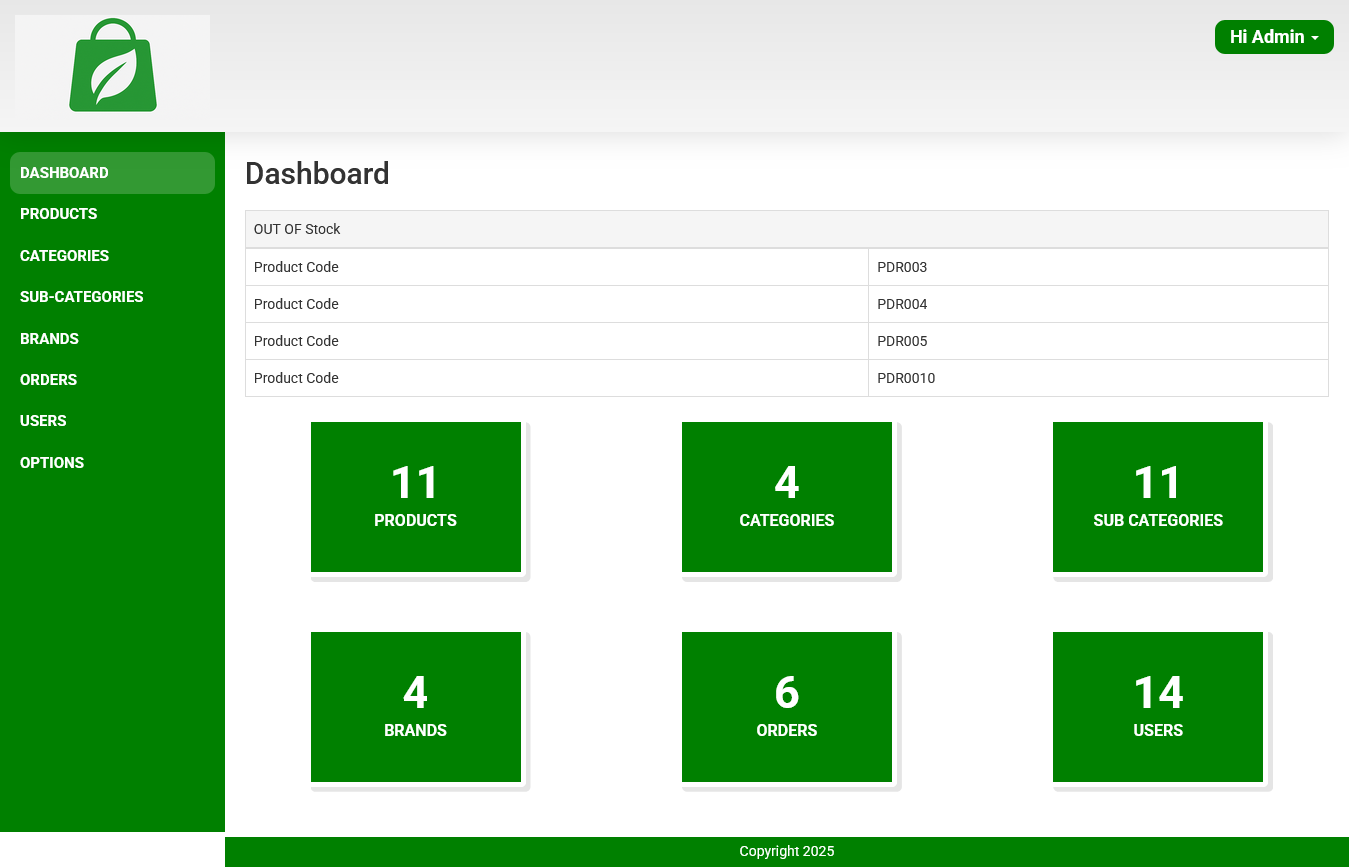 Hi Admin
DASHBOARD
PRODUCTS
CATEGORIES
SUB-CATEGORIES
BRANDS
ORDERS
USERS
OPTIONS
Dashboard
OUT OF Stock
Product Code PDR003
Product Code PDR004
Product Code PDR005
Product Code PDR0010
11
PRODUCTS
4
CATEGORIES
11
SUB CATEGORIES
4
BRANDS
6
ORDERS
14
USERS
Copyright 2025